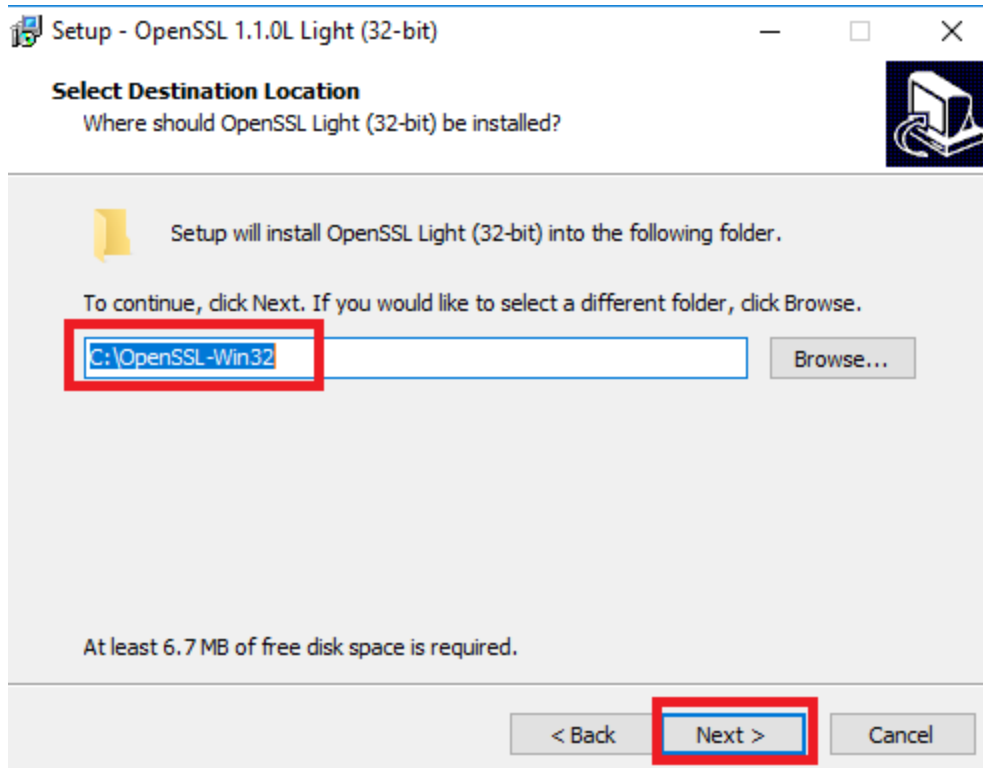 Setup - OpenSSL 1.1.0L Light (32-bit)
Select Destination Location
Where should OpenSSL Light (32-bit) be installed?
Setup will install OpenSSL Light (32-bit) into the following folder.
To continue, click Next. If you would like to select a different folder, click Browse.
C:\OpenSSL-Win32
Browse...
At least 6.7 MB of free disk space is required.
< Back
Next >
Cancel